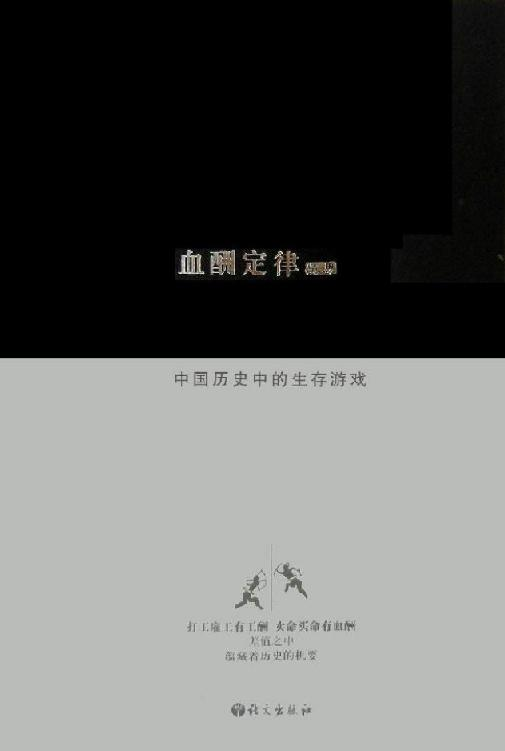 血酬定律
中国历史中的生存游戏
打工雇工有工酬 卖命买命有血酬
差值之中
蕴藏着历史的机要
语文出版社